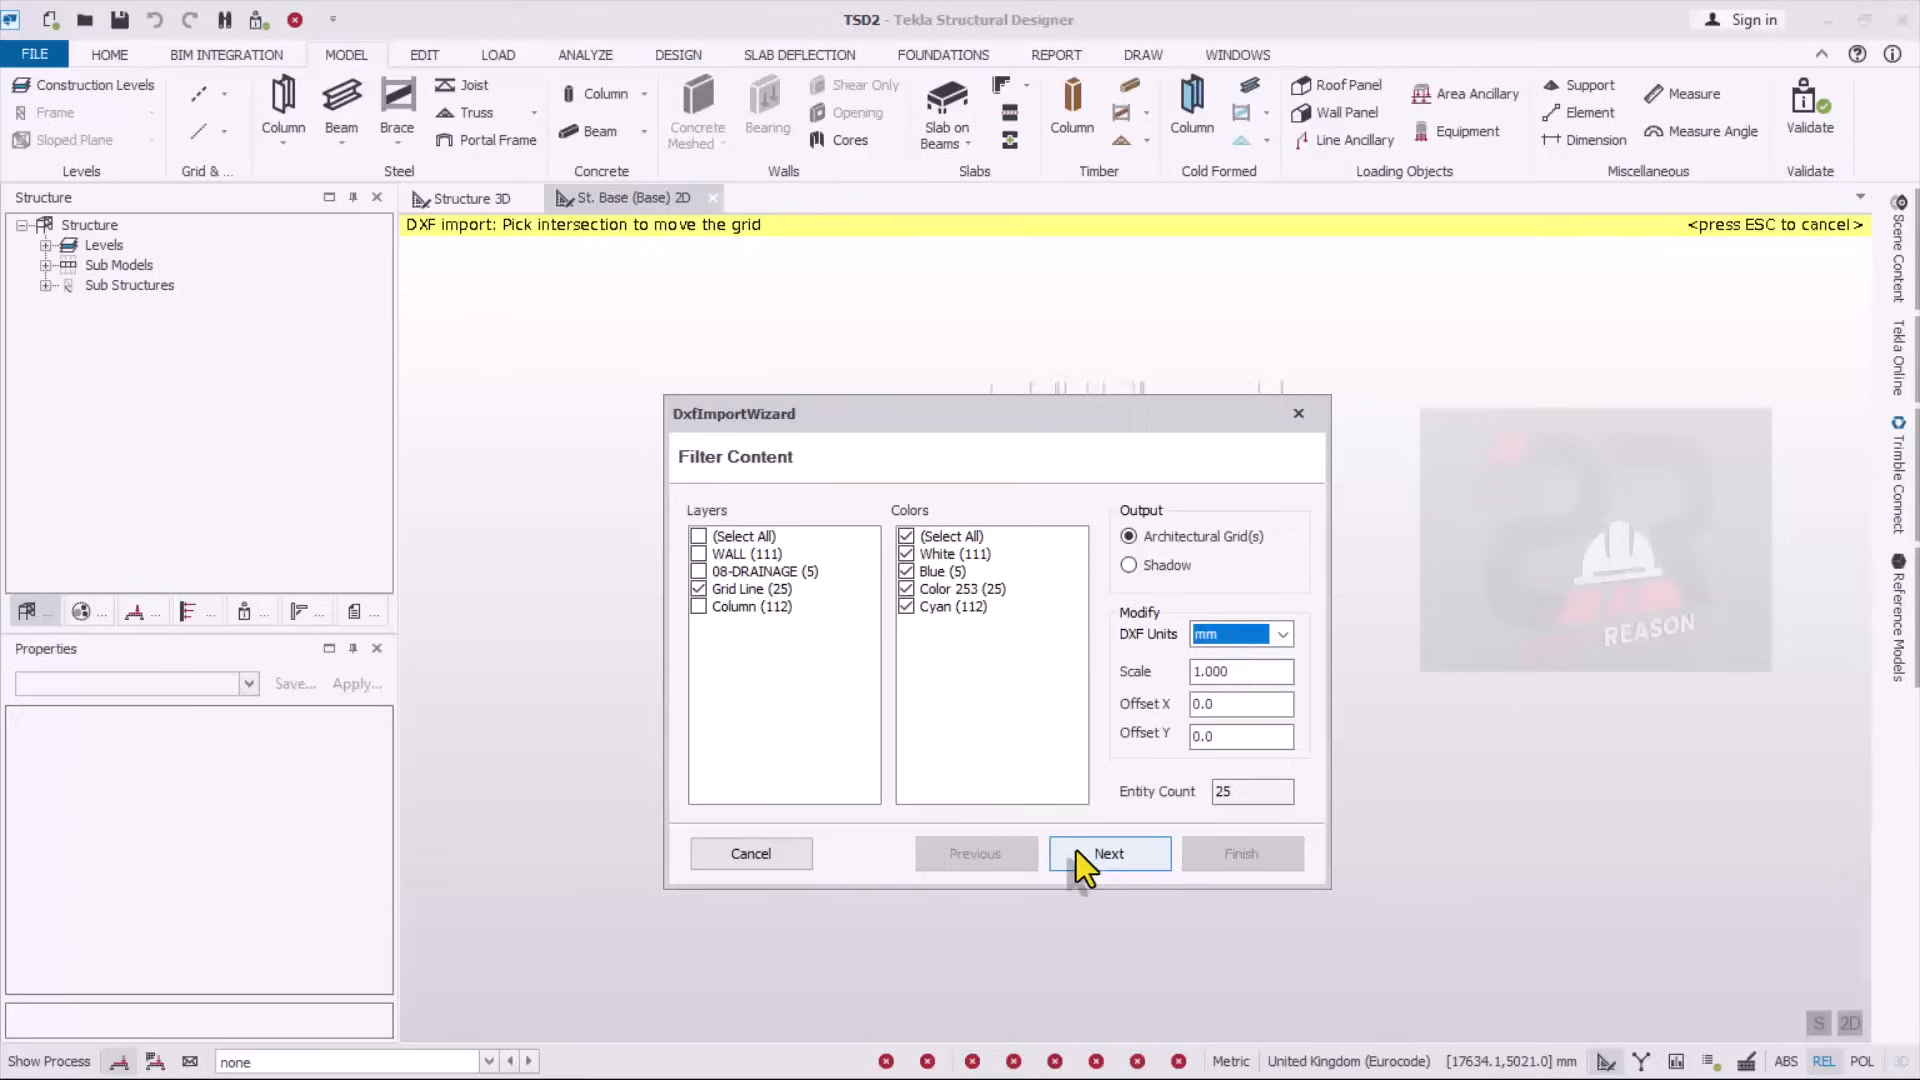 TSD2 - Tekla Structural Designer
Sign in
FILE HOME BIM INTEGRATION MODEL EDIT LOAD ANALYZE DESIGN SLAB DEFLECTION FOUNDATIONS REPORT DRAW WINDOWS
Construction Levels
Frame
Sloped Plane
Levels
Grid & ...
Column
Beam
Brace
Joist
Truss
Portal Frame
Steel
Column
Beam
Concrete
Concrete Mesh
Bearing
Shear Only
Opening
Cores
Walls
Slab on
Beams
Slabs
Column
Timber
Column
Cold Formed
Roof Panel
Wall Panel
Line Ancillary
Area Ancillary
Equipment
Loading Objects
Support
Element
Dimension
Measure
Measure Angle
Miscellaneous
Validate
Validate
Structure
Structure 3D
St. Base (Base) 2D
DXF import: Pick intersection to move the grid
<press ESC to cancel>
Structure
Levels
Sub Models
Sub Structures
Properties
Save... Apply...
DxfImportWizard
Filter Content
Layers
(Select All)
WALL (111)
08-DRAINAGE (5)
Grid Line (25)
Column (112)
Colors
(Select All)
White (111)
Blue (5)
Color 253 (25)
Cyan (112)
Output
Architectural Grid(s)
Shadow
Modify
DXF Units mm
Scale 1.000
Offset X 0.0
Offset Y 0.0
Entity Count 25
Cancel
Previous
Next
Finish
REASON
Scene Content
Tekla Online
Trimble Connect
Reference Models
S 2D
Show Process
none
Metric
United Kingdom (Eurocode)
[17634.1,5021.0] mm
ABS REL POL 3D